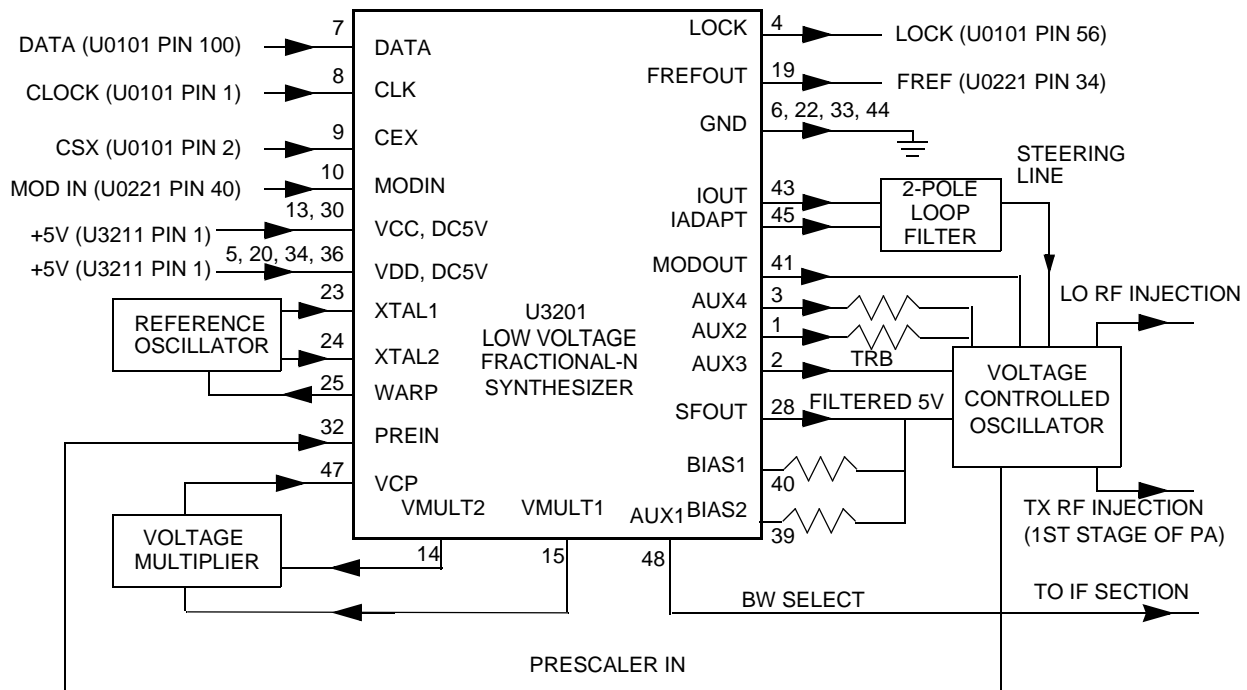 DATA (U0101 PIN 100)
7
DATA
CLOCK (U0101 PIN 1)
8
CLK
CSX (U0101 PIN 2)
9
CEX
MOD IN (U0221 PIN 40)
10
MODIN
+5V (U3211 PIN 1)
13, 30
VCC, DC5V
+5V (U3211 PIN 1)
5, 20, 34, 36
VDD, DC5V
REFERENCE
OSCILLATOR
23
XTAL1
24
XTAL2
25
WARP
32
PREIN
47
VCP
VOLTAGE
MULTIPLIER
VMULT2
14
VMULT1
15
AUX1
48
U3201
LOW VOLTAGE
FRACTIONAL-N
SYNTHESIZER
LOCK
4
LOCK (U0101 PIN 56)
FREFOUT
19
FREF (U0221 PIN 34)
GND
6, 22, 33, 44
IOUT
43
IADAPT
45
2-POLE
LOOP
FILTER
STEERING
LINE
MODOUT
41
AUX4
3
AUX2
1
AUX3
2
TRB
SFOUT
28
FILTERED 5V
BIAS1
40
BIAS2
39
VOLTAGE
CONTROLLED
OSCILLATOR
LO RF INJECTION
TX RF INJECTION
(1ST STAGE OF PA)
BW SELECT
TO IF SECTION
PRESCALER IN